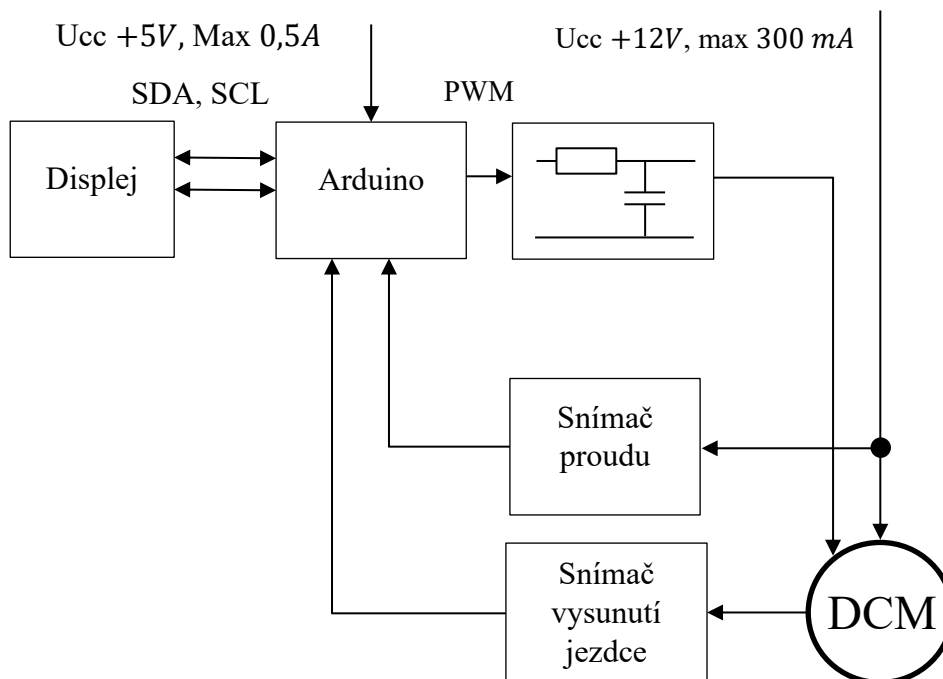 Ucc +5V, Max 0,5A
Ucc +12V, max 300 mA
SDA, SCL
PWM
Displej
Arduino
Snímač
proudu
Snímač
vysunutí
jezdce
DCM